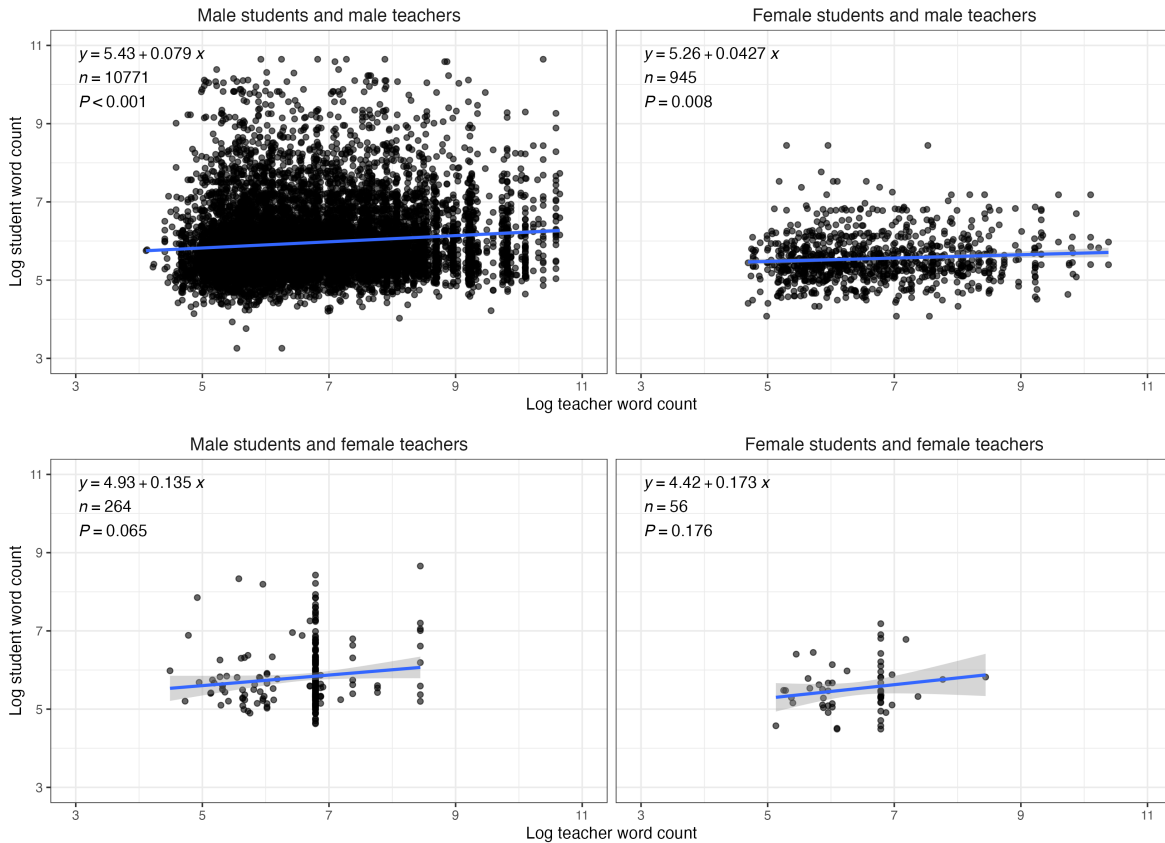 Male students and male teachers
Female students and male teachers
y = 5.43 + 0.079 x
n = 10771
P < 0.001
y = 5.26 + 0.0427 x
n = 945
P = 0.008
11
9
7
5
3
Log student word count
3 5 7 9 11
3 5 7 9 11
Log teacher word count
Male students and female teachers
Female students and female teachers
y = 4.93 + 0.135 x
n = 264
P = 0.065
y = 4.42 + 0.173 x
n = 56
P = 0.176
11
9
7
5
3
Log student word count
3 5 7 9 11
3 5 7 9 11
Log teacher word count